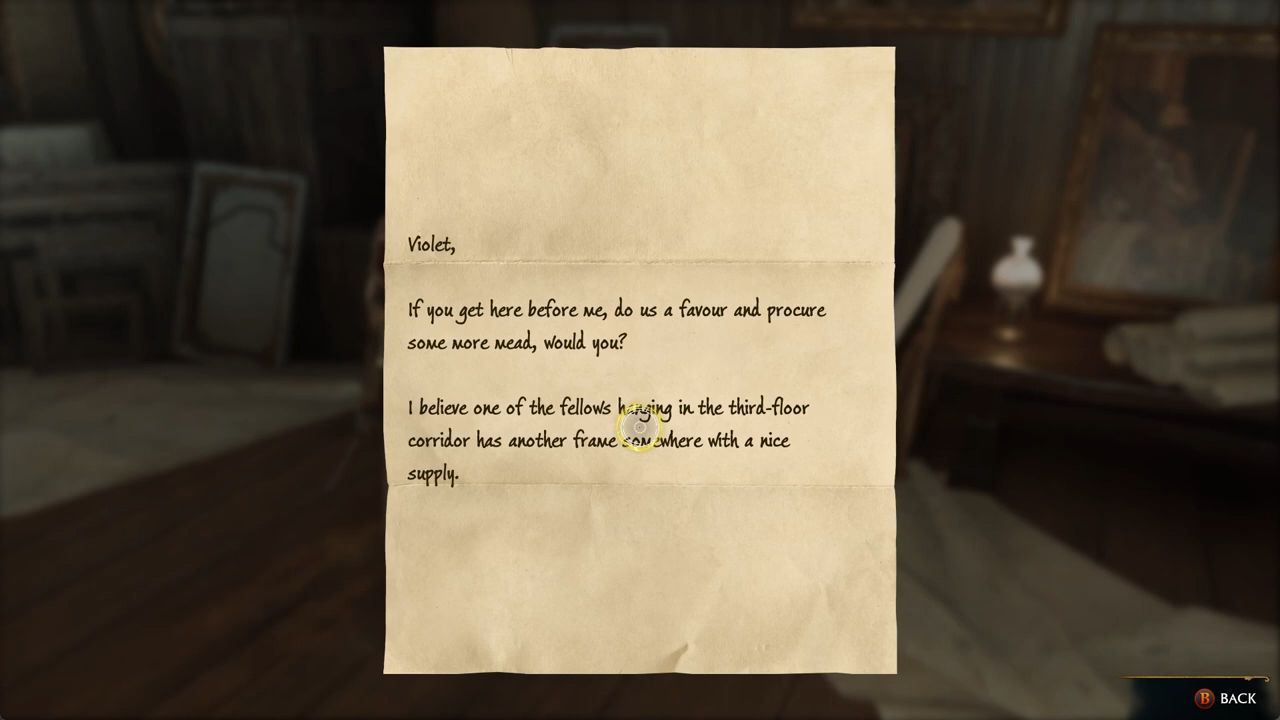 Violet,
If you get here before me, do us a favour and procure
some more mead, would you?
I believe one of the fellows hanging in the third-floor
corridor has another frame somewhere with a nice
supply.
B BACK